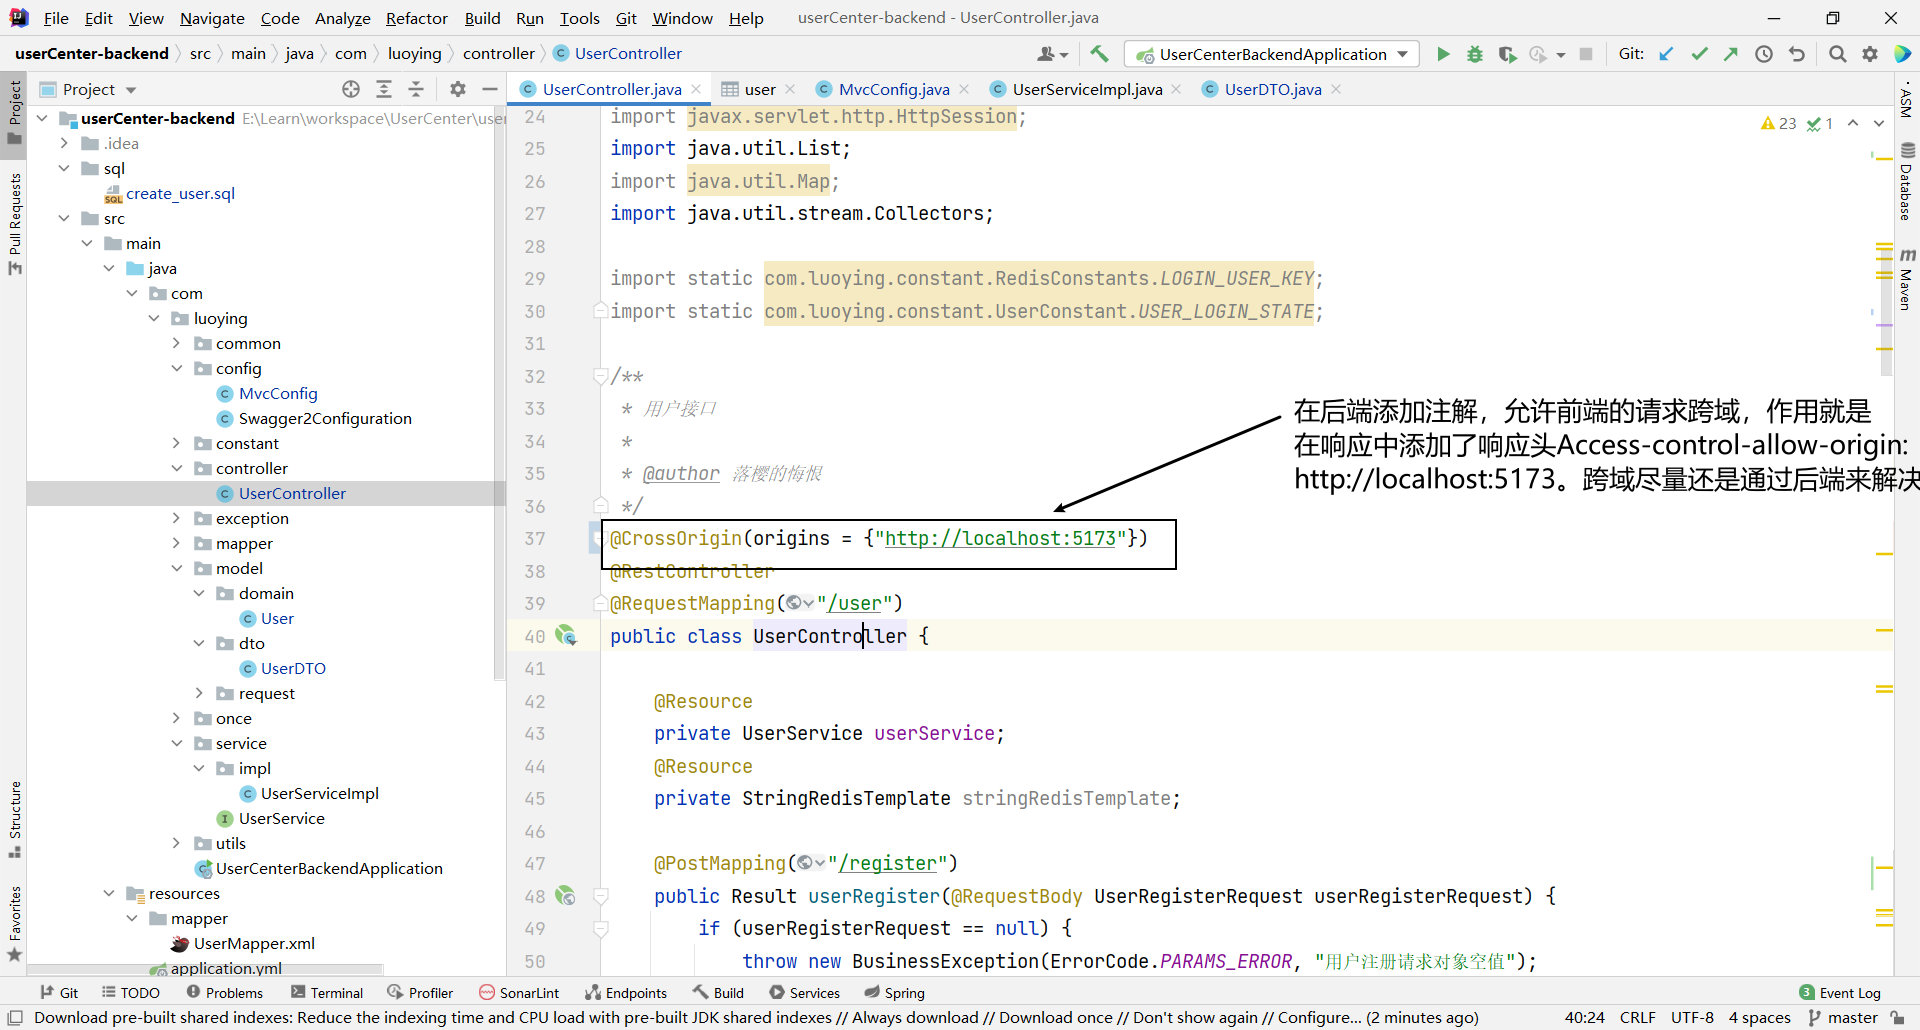 File Edit View Navigate Code Analyze Refactor Build Run Tools Git Window Help userCenter-backend - UserController.java
userCenter-backend src main java com luoying controller UserController
UserCenterBackendApplication
Git:
Project
UserController.java user MvcConfig.java UserServiceImpl.java UserDTO.java
Project
Pull Requests
Structure
Favorites
userCenter-backend E:\Learn\workspace\UserCenter\user
.idea
sql
create_user.sql
src
main
java
com
luoying
common
config
MvcConfig
Swagger2Configuration
constant
controller
UserController
exception
mapper
model
domain
User
dto
UserDTO
request
once
service
impl
UserServiceImpl
UserService
utils
UserCenterBackendApplication
resources
mapper
UserMapper.xml
application.yml
23 1
24 import javax.servlet.http.HttpSession;
25 import java.util.List;
26 import java.util.Map;
27 import java.util.stream.Collectors;
28
29 import static com.luoying.constant.RedisConstants.LOGIN_USER_KEY;
30 import static com.luoying.constant.UserConstant.USER_LOGIN_STATE;
31
32 /**
33 * 用户接口
34 *
35 * @author 落樱的悔恨
36 */
37 @CrossOrigin(origins = {"http://localhost:5173"})
38 @RestController
39 @RequestMapping("/user")
40 public class UserController {
41
42 @Resource
43 private UserService userService;
44 @Resource
45 private StringRedisTemplate stringRedisTemplate;
46
47 @PostMapping("/register")
48 public Result userRegister(@RequestBody UserRegisterRequest userRegisterRequest) {
49 if (userRegisterRequest == null) {
50 throw new BusinessException(ErrorCode.PARAMS_ERROR, "用户注册请求对象空值");
在后端添加注解，允许前端的请求跨域，作用就是
在响应中添加了响应头Access-control-allow-origin:
http://localhost:5173。跨域尽量还是通过后端来解决
ASM
Database
m Maven
Git TODO Problems Terminal Profiler SonarLint Endpoints Build Services Spring 3 Event Log
Download pre-built shared indexes: Reduce the indexing time and CPU load with pre-built JDK shared indexes // Always download // Download once // Don't show again // Configure... (2 minutes ago) 40:24 CRLF UTF-8 4 spaces master